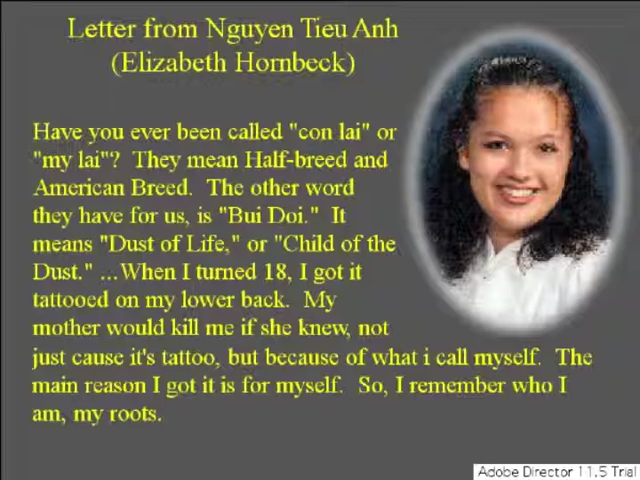 Letter from Nguyen Tieu Anh
(Elizabeth Hornbeck)
Have you ever been called "con lai" or
"my lai"?  They mean Half-breed and
American Breed.  The other word
they have for us, is "Bui Doi."  It
means "Dust of Life," or "Child of the
Dust." ...When I turned 18, I got it
tattooed on my lower back.  My
mother would kill me if she knew, not
just cause it's tattoo, but because of what i call myself.  The
main reason I got it is for myself.  So, I remember who I
am, my roots.
Adobe Director 11.5 Trial